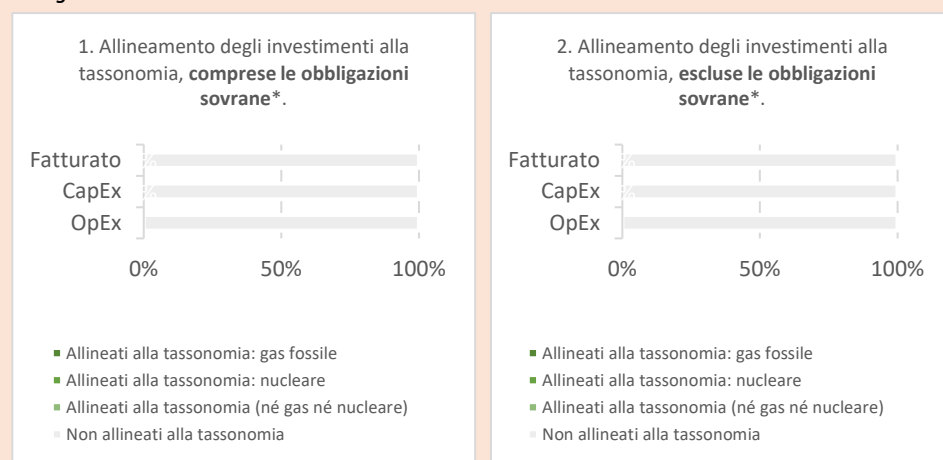 1. Allineamento degli investimenti alla
tassonomia, comprese le obbligazioni
sovrane*.
Fatturato
CapEx
OpEx
0% 50% 100%
Allineati alla tassonomia: gas fossile
Allineati alla tassonomia: nucleare
Allineati alla tassonomia (né gas né nucleare)
Non allineati alla tassonomia
2. Allineamento degli investimenti alla
tassonomia, escluse le obbligazioni
sovrane*.
Fatturato
CapEx
OpEx
0% 50% 100%
Allineati alla tassonomia: gas fossile
Allineati alla tassonomia: nucleare
Allineati alla tassonomia (né gas né nucleare)
Non allineati alla tassonomia